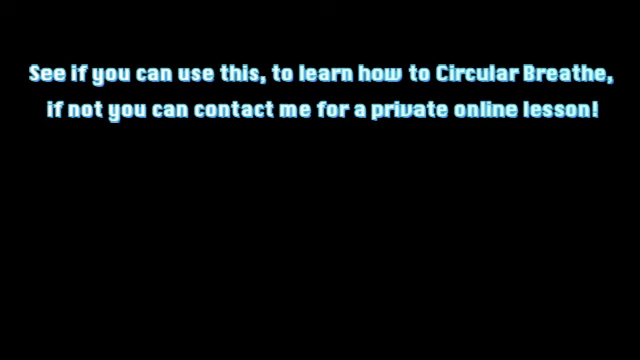 See if you can use this, to learn how to Circular Breathe,
if not you can contact me for a private online lesson!